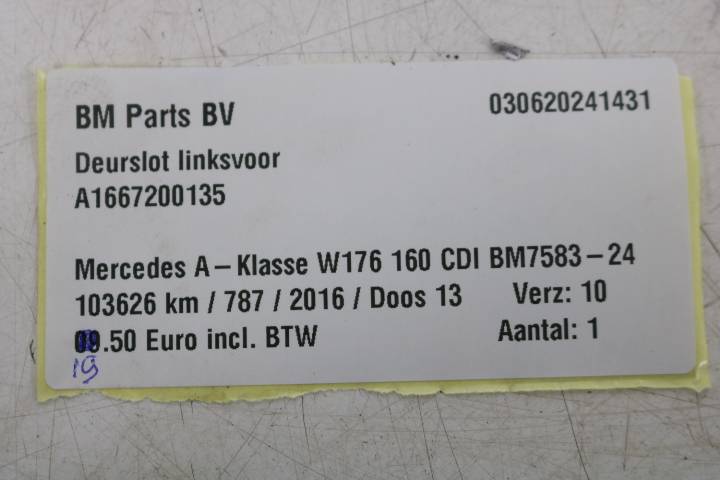 BM Parts BV 030620241431
Deurslot linksvoor
A1667200135
Mercedes A-Klasse W176 160 CDI BM7583-24
103626 km / 787 / 2016 / Doos 13 Verz: 10
.50 Euro incl. BTW Aantal: 1
19